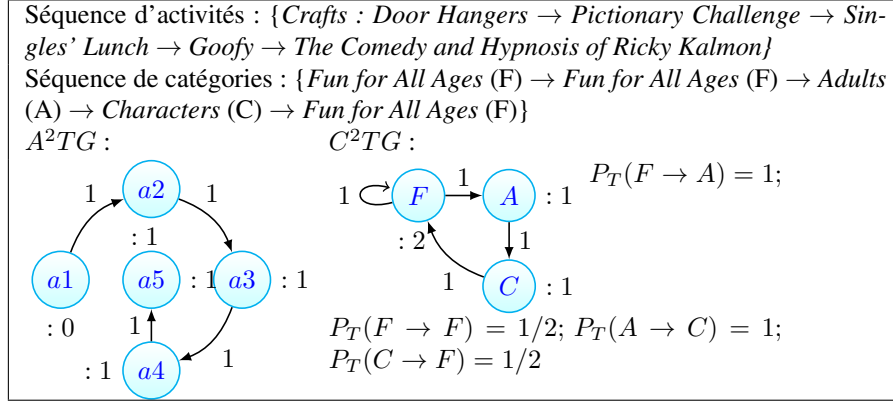 Séquence d'activités : {Crafts : Door Hangers → Pictionary Challenge → Sin-
gles' Lunch → Goofy → The Comedy and Hypnosis of Ricky Kalmon}
Séquence de catégories : {Fun for All Ages (F) → Fun for All Ages (F) → Adults
(A) → Characters (C) → Fun for All Ages (F)}
A²TG : C²TG :
a2
1 1
: 1
a1 a5 : 1 a3 : 1
: 0
1 1
: 1 a4
1 F 1 A : 1
: 2 1
1 C : 1
P_T(F → A) = 1;
P_T(F → F) = 1/2; P_T(A → C) = 1;
P_T(C → F) = 1/2